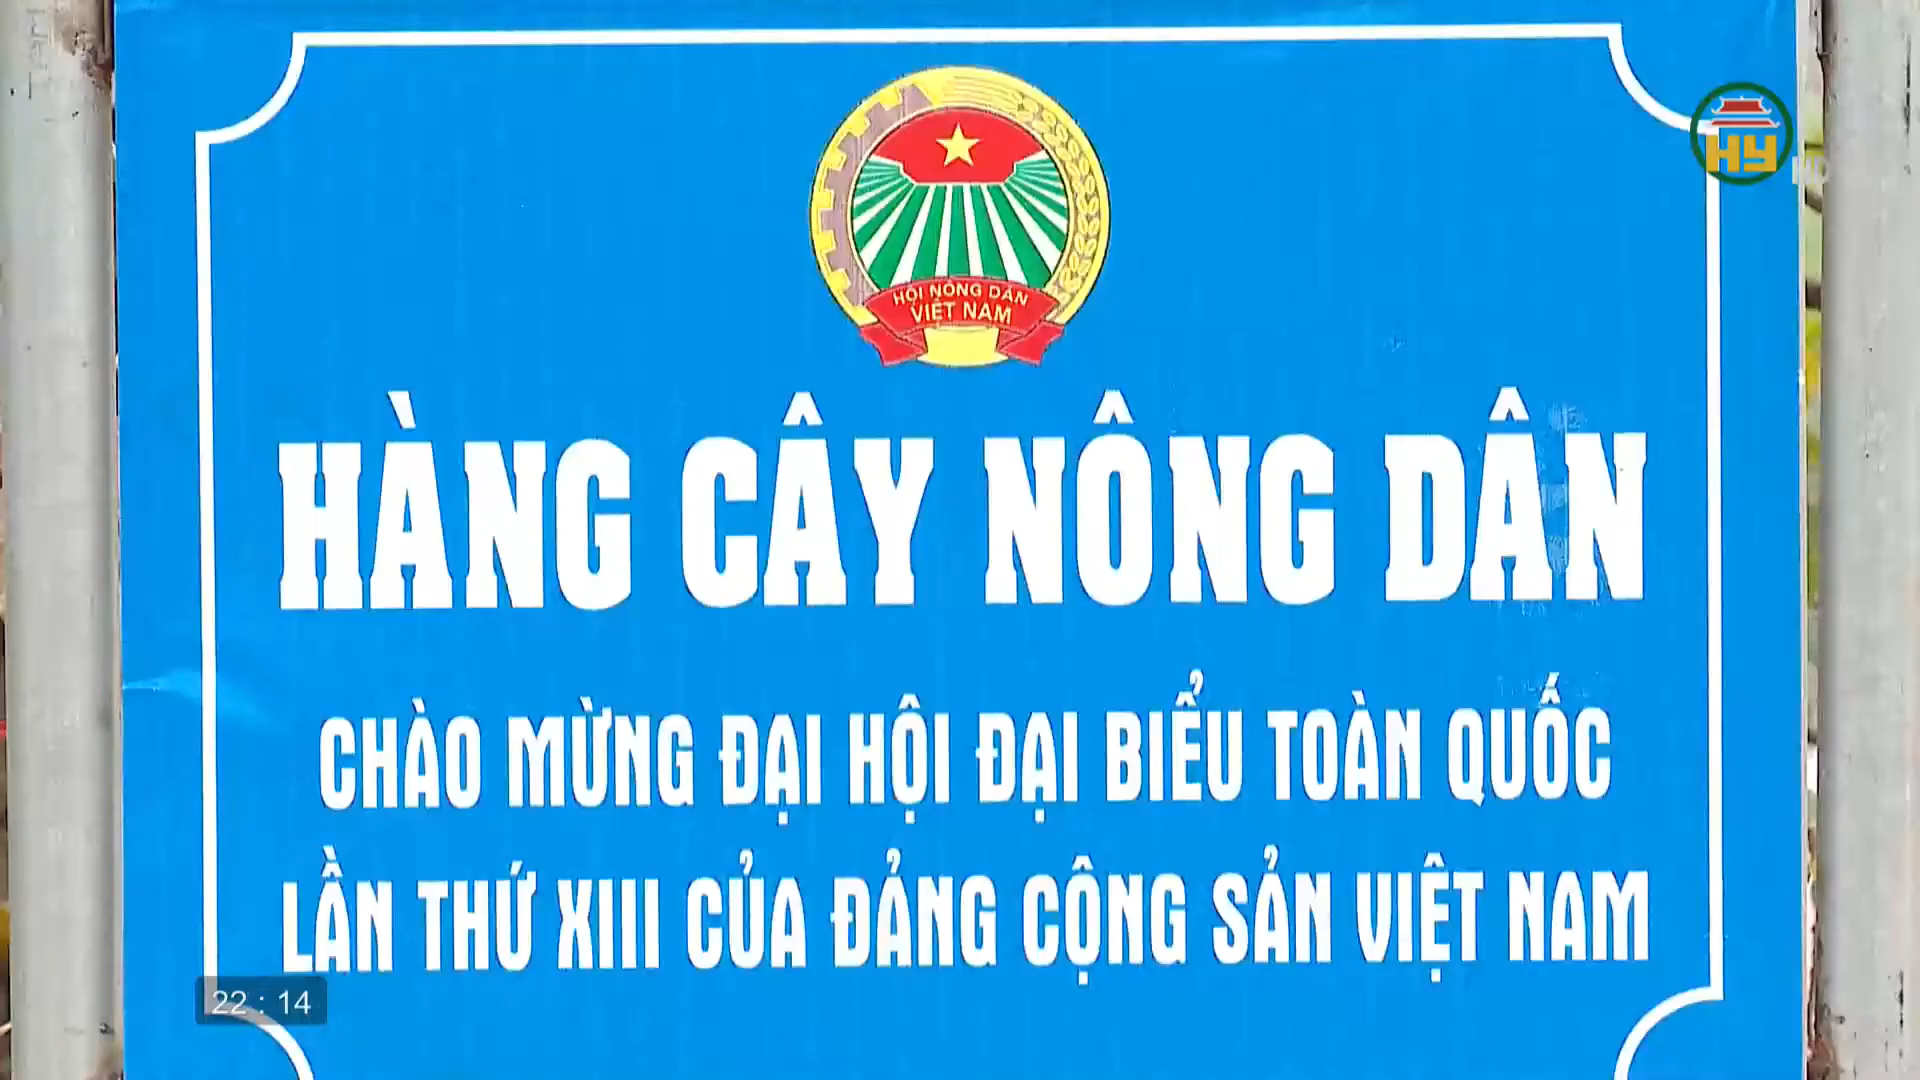 HY
HỘI NÔNG DÂN
VIỆT NAM
HÀNG CÂY NÔNG DÂN
CHÀO MỪNG ĐẠI HỘI ĐẠI BIỂU TOÀN QUỐC
LẦN THỨ XIII CỦA ĐẢNG CỘNG SẢN VIỆT NAM
22 : 14